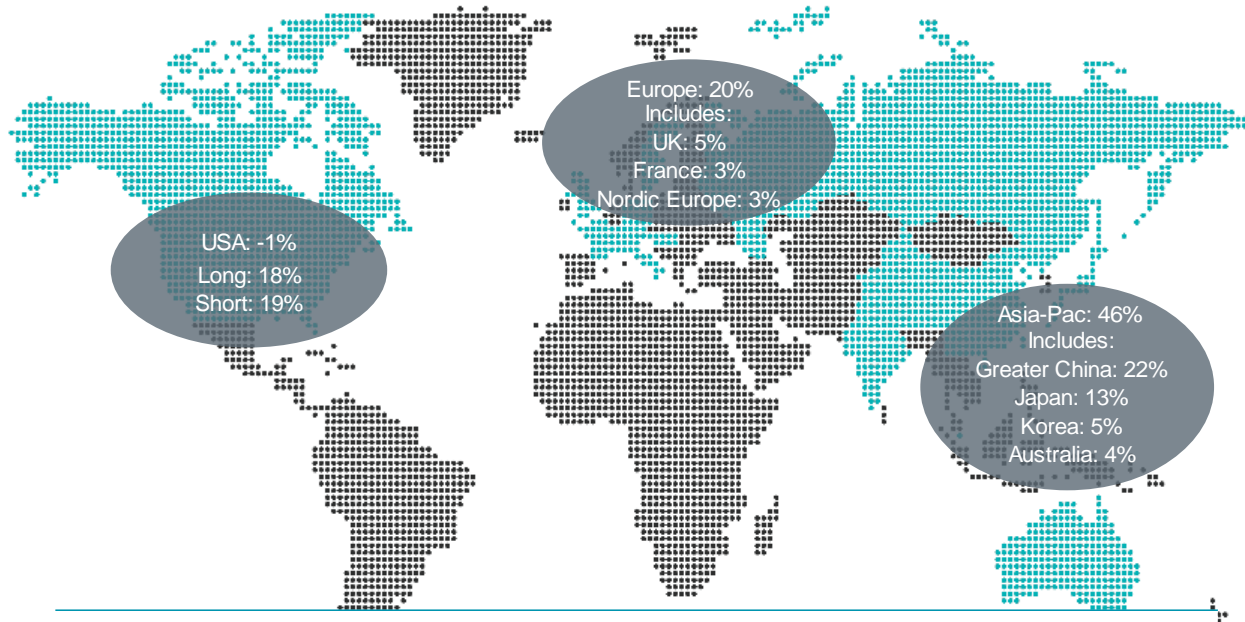 USA: -1%
Long: 18%
Short: 19%
Europe: 20%
Includes:
UK: 5%
France: 3%
Nordic Europe: 3%
Asia-Pac: 46%
Includes:
Greater China: 22%
Japan: 13%
Korea: 5%
Australia: 4%